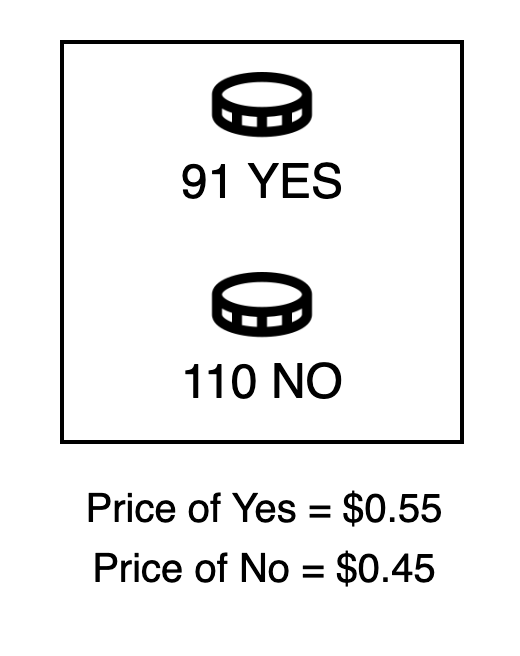 91 YES
110 NO
Price of Yes = $0.55
Price of No = $0.45